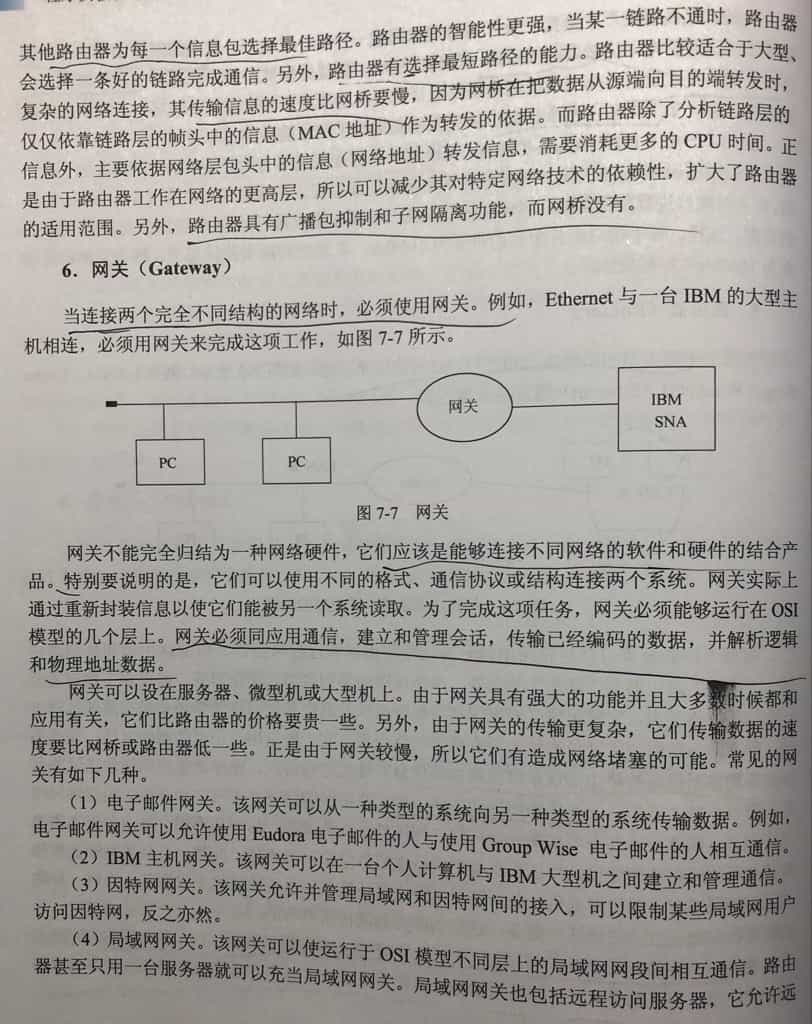 其他路由器为每一个信息包选择最佳路径。路由器的智能性更强，当某一链路不通时，路由器
会选择一条好的链路完成通信。另外，路由器有选择最短路径的能力。路由器比较适合于大型、
复杂的网络连接，其传输信息的速度比网桥要慢，因为网桥在把数据从源端向目的端转发时，
仅仅依靠链路层的帧头中的信息（MAC 地址）作为转发的依据。而路由器除了分析链路层的
信息外，主要依据网络层包头中的信息（网络地址）转发信息，需要消耗更多的 CPU 时间。正
是由于路由器工作在网络的更高层，所以可以减少其对特定网络技术的依赖性，扩大了路由器
的适用范围。另外，路由器具有广播包抑制和子网隔离功能，而网桥没有。
6．网关（Gateway）
当连接两个完全不同结构的网络时，必须使用网关。例如，Ethernet 与一台 IBM 的大型主
机相连，必须用网关来完成这项工作，如图 7-7 所示。
网关
IBM
SNA
PC
PC
图 7-7 网关
网关不能完全归结为一种网络硬件，它们应该是能够连接不同网络的软件和硬件的结合产
品。特别要说明的是，它们可以使用不同的格式、通信协议或结构连接两个系统。网关实际上
通过重新封装信息以使它们能被另一个系统读取。为了完成这项任务，网关必须能够运行在 OSI
模型的几个层上。网关必须同应用通信，建立和管理会话，传输已经编码的数据，并解析逻辑
和物理地址数据。
网关可以设在服务器、微型机或大型机上。由于网关具有强大的功能并且大多数时候都和
应用有关，它们比路由器的价格要贵一些。另外，由于网关的传输更复杂，它们传输数据的速
度要比网桥或路由器低一些。正是由于网关较慢，所以它们有造成网络堵塞的可能。常见的网
关有如下几种。
（1）电子邮件网关。该网关可以从一种类型的系统向另一种类型的系统传输数据。例如，
电子邮件网关可以允许使用 Eudora 电子邮件的人与使用 Group Wise 电子邮件的人相互通信。
（2）IBM 主机网关。该网关可以在一台个人计算机与 IBM 大型机之间建立和管理通信。
（3）因特网网关。该网关允许并管理局域网和因特网间的接入，可以限制某些局域网用户
访问因特网，反之亦然。
（4）局域网网关。该网关可以使运行于 OSI 模型不同层上的局域网网段间相互通信。路由
器甚至只用一台服务器就可以充当局域网网关。局域网网关也包括远程访问服务器，它允许远